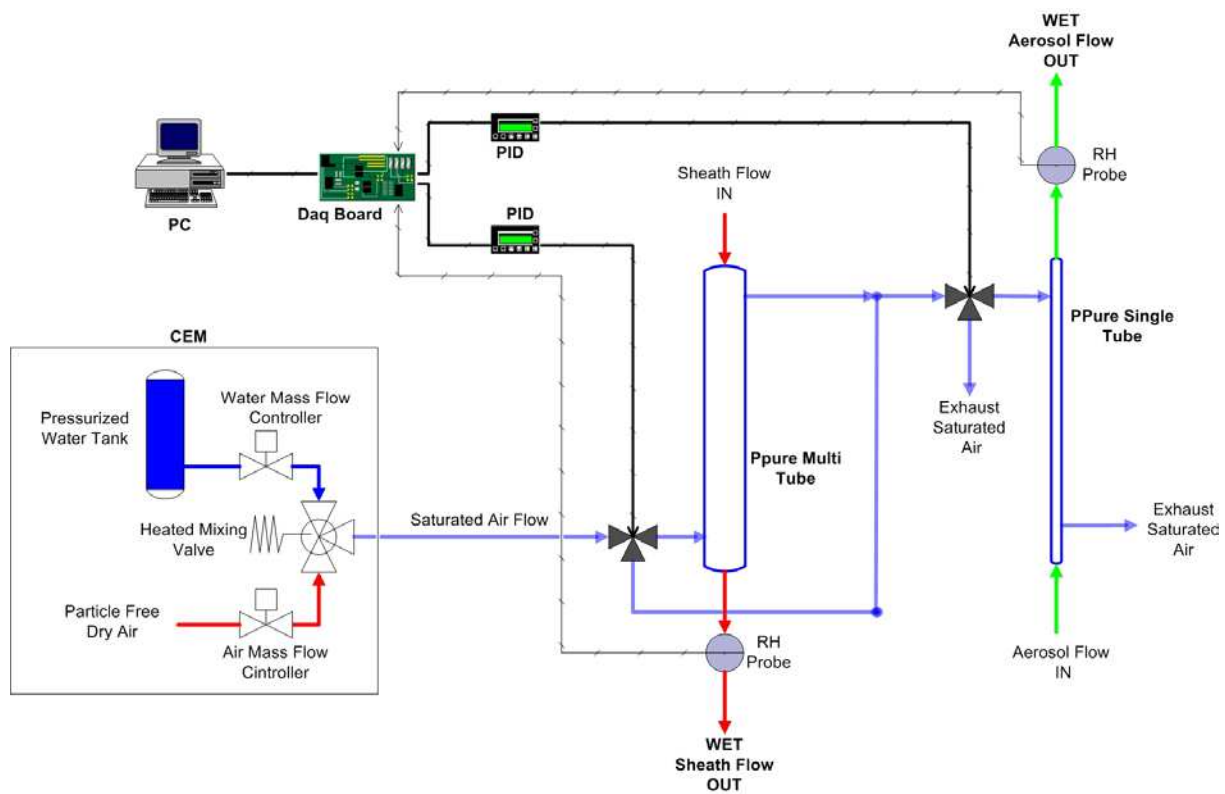 WET
Aerosol Flow
OUT
RH
Probe
PID
Sheath Flow
IN
PC
Daq Board
PID
PPure Single
Tube
CEM
Water Mass Flow
Controller
Pressurized
Water Tank
Exhaust
Saturated
Air
Ppure Multi
Tube
Saturated Air Flow
Heated Mixing
Valve
Exhaust
Saturated
Air
Particle Free
Dry Air
Air Mass Flow
Cintroller
RH
Probe
Aerosol Flow
IN
WET
Sheath Flow
OUT